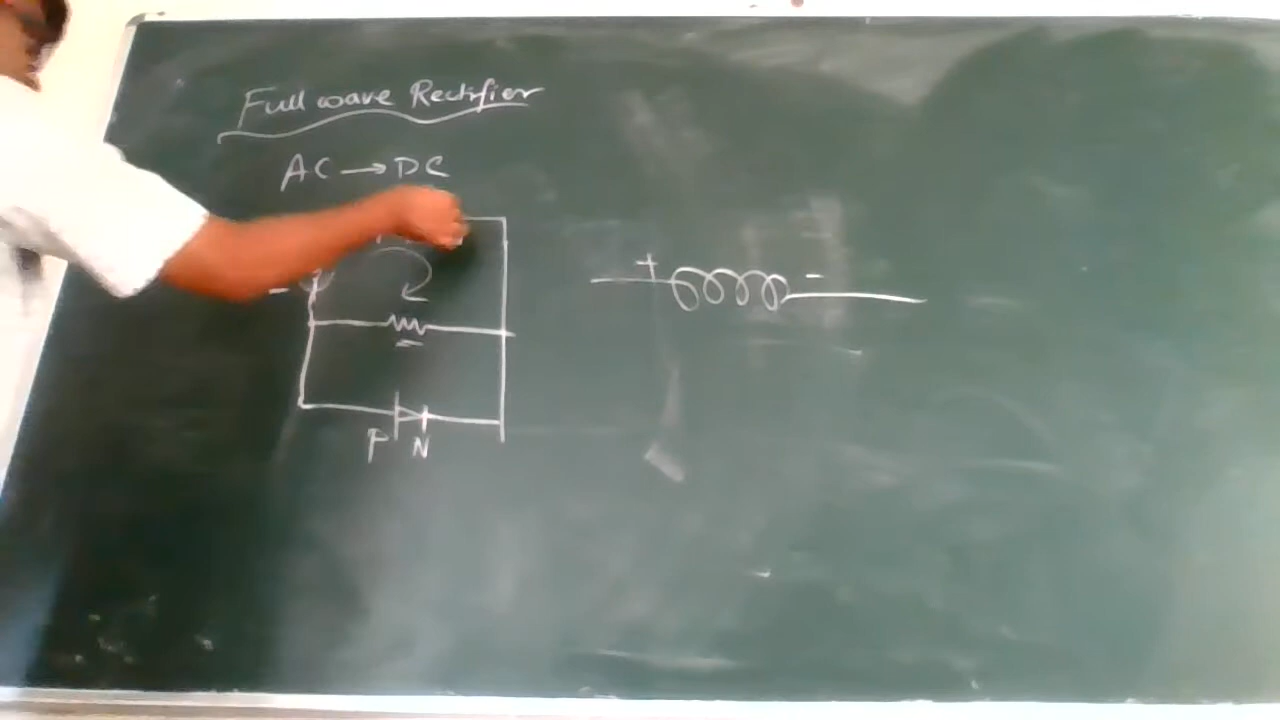 Full wave Rectifier
AC → DC
+ -
-
P N